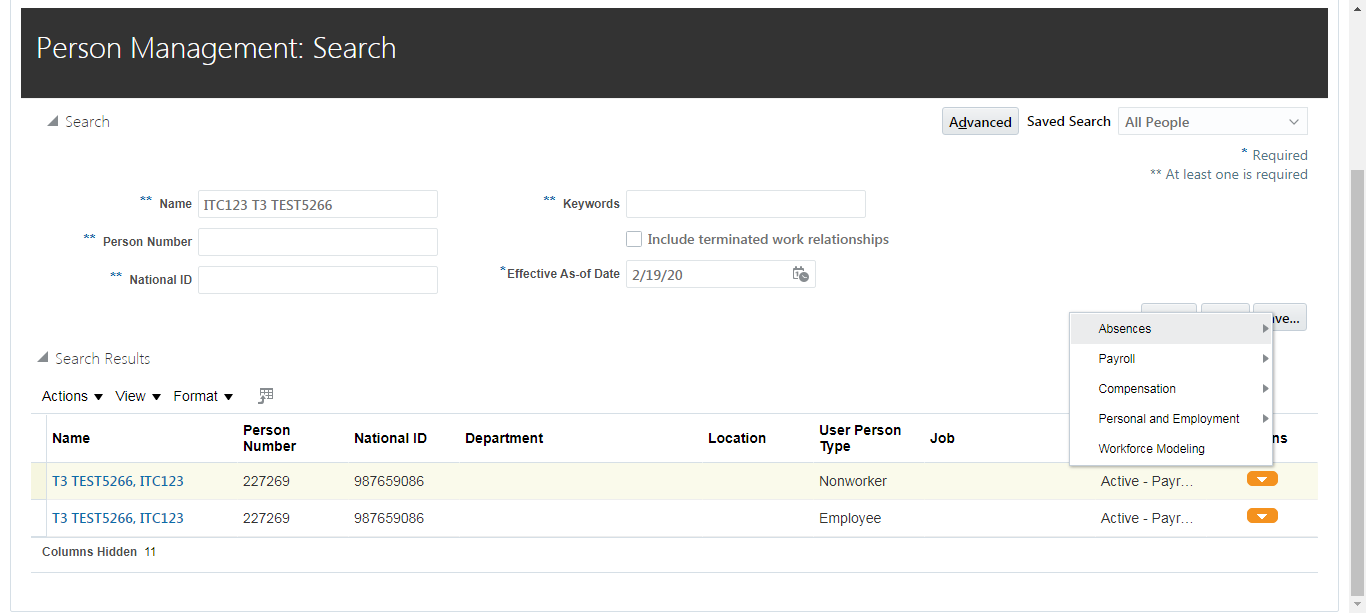 Person Management: Search
Search
Advanced Saved Search All People
* Required
** At least one is required
** Name ITC123 T3 TEST5266
** Keywords
** Person Number
Include terminated work relationships
** National ID
*Effective As-of Date 2/19/20
ve...
Absences
Payroll
Compensation
Personal and Employment
Workforce Modeling
Search Results
Actions View Format
Name Person Number National ID Department Location User Person Type Job ns
T3 TEST5266, ITC123 227269 987659086 Nonworker Active - Payr...
T3 TEST5266, ITC123 227269 987659086 Employee Active - Payr...
Columns Hidden 11